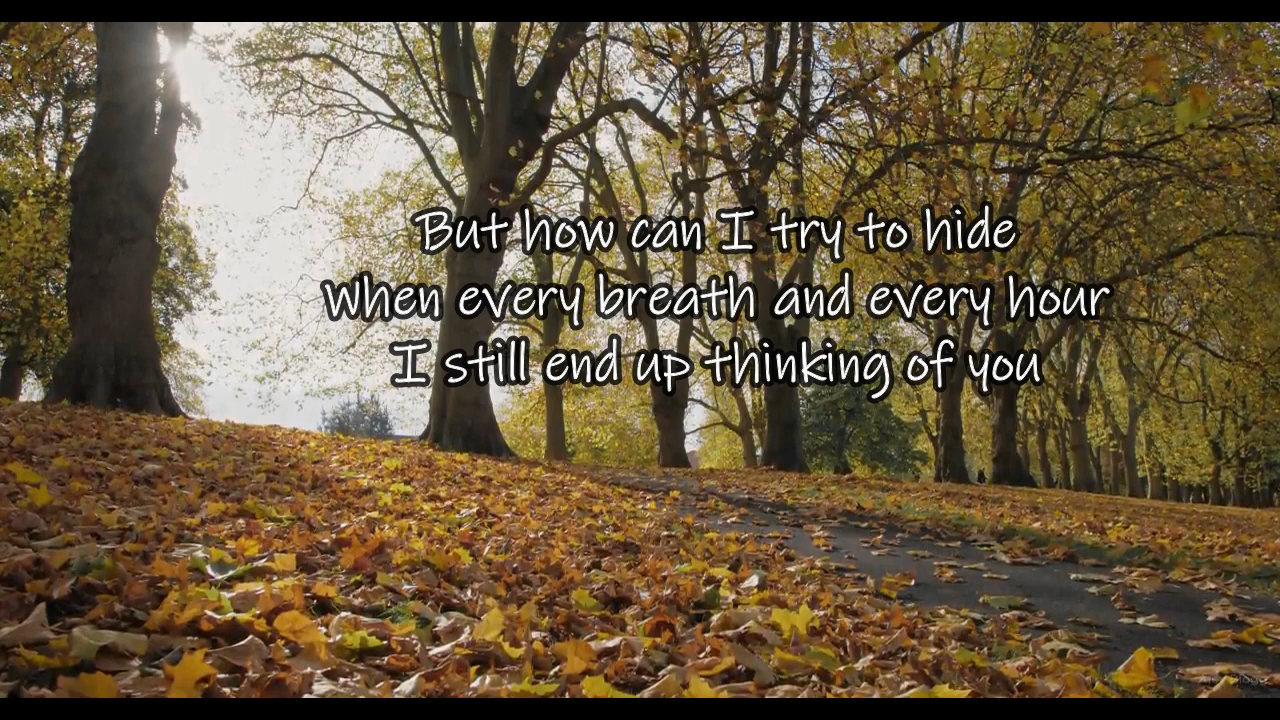 But how can I try to hide
When every breath and every hour
I still end up thinking of you